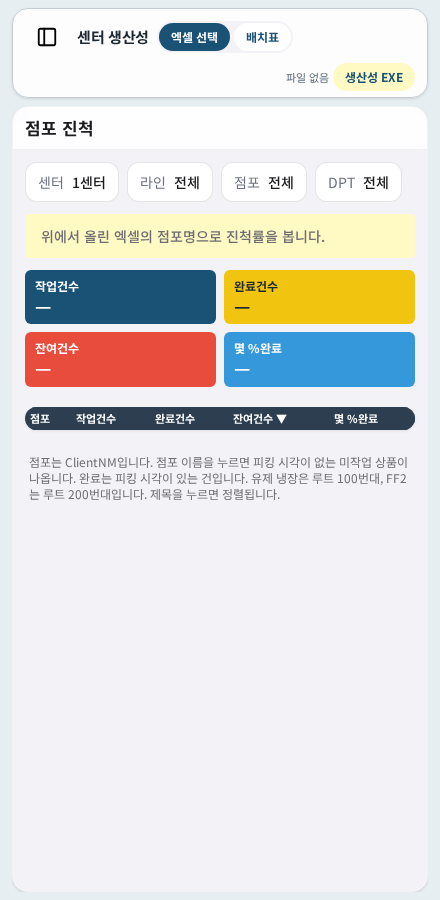 센터 생산성 엑셀 선택 배치표
파일 없음 생산성 EXE
점포 진척
센터 1센터 라인 전체 점포 전체 DPT 전체
위에서 올린 엑셀의 점포명으로 진척률을 봅니다.
작업건수 완료건수
— —
잔여건수 몇 %완료
— —
점포 작업건수 완료건수 잔여건수 ▼ 몇 %완료
점포는 ClientNM입니다. 점포 이름을 누르면 피킹 시각이 없는 미작업 상품이
나옵니다. 완료는 피킹 시각이 있는 건입니다. 유제 냉장은 루트 100번대, FF2
는 루트 200번대입니다. 제목을 누르면 정렬됩니다.